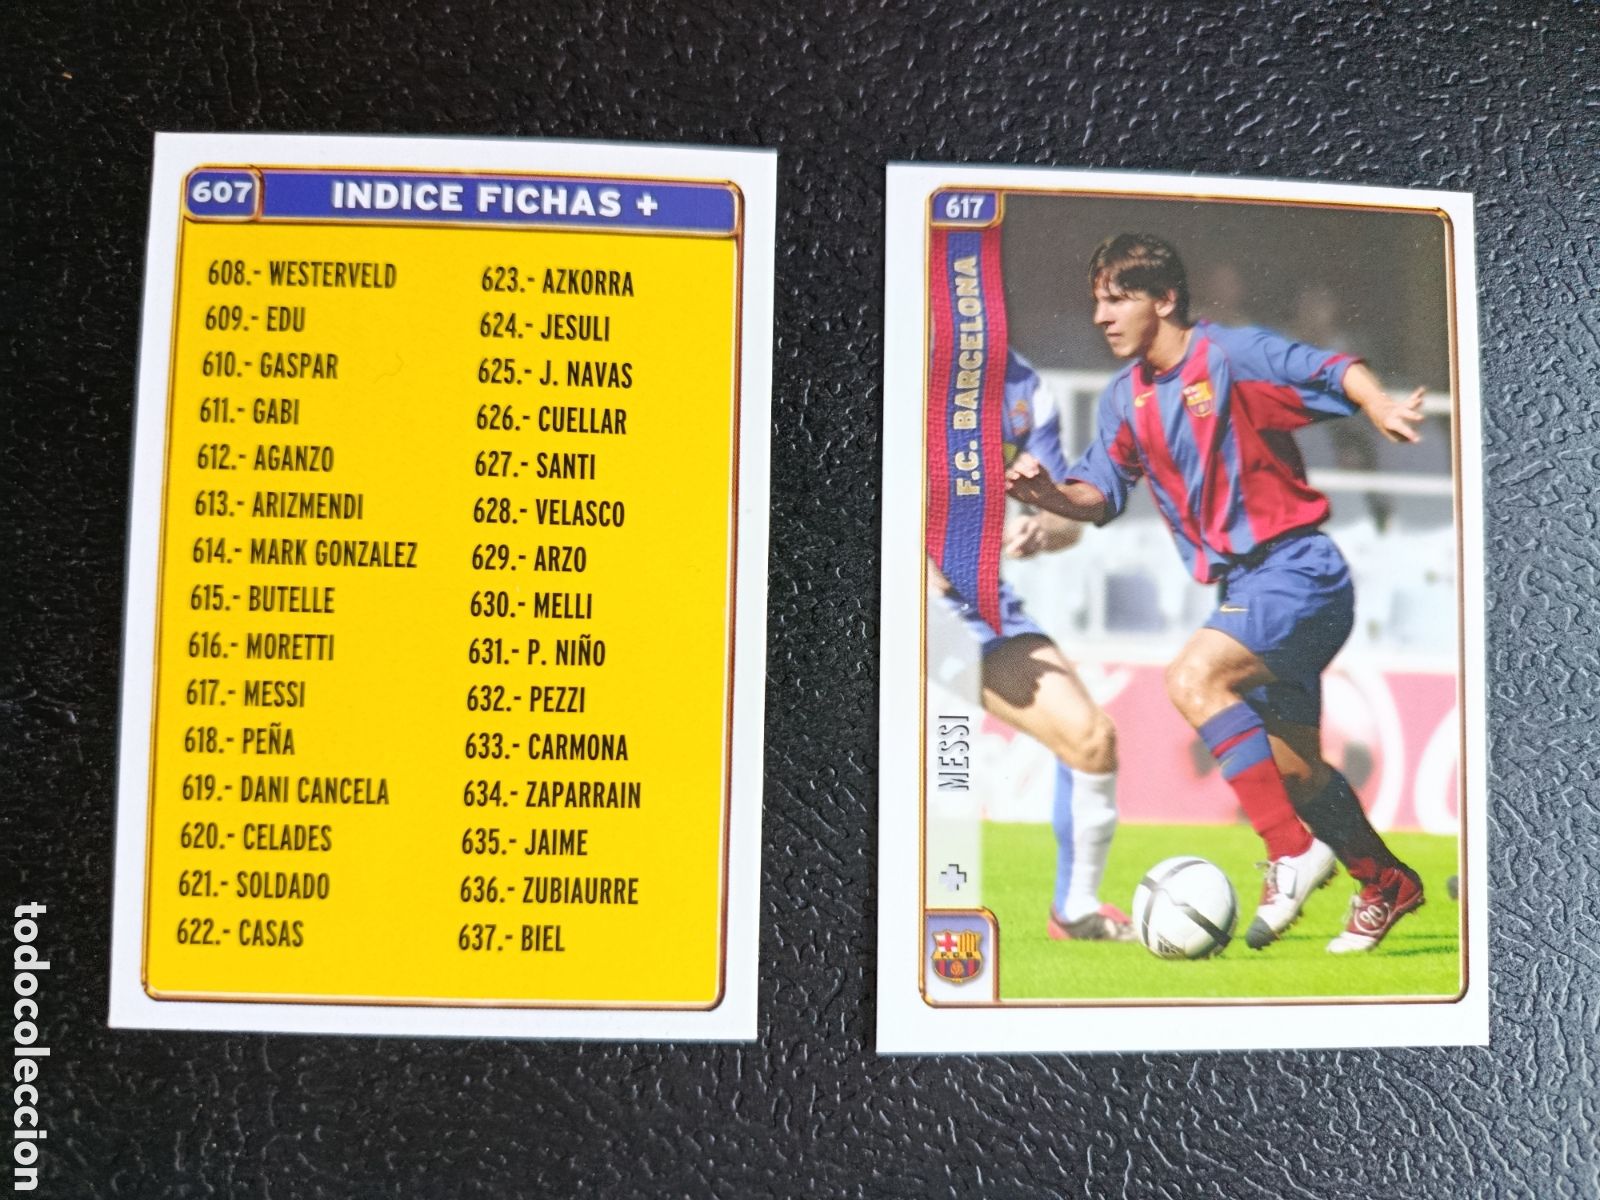 607 INDICE FICHAS +
608.- WESTERVELD
609.- EDU
610.- GASPAR
611.- GABI
612.- AGANZO
613.- ARIZMENDI
614.- MARK GONZALEZ
615.- BUTELLE
616.- MORETTI
617.- MESSI
618.- PEÑA
619.- DANI CANCELA
620.- CELADES
621.- SOLDADO
622.- CASAS
623.- AZKORRA
624.- JESULI
625.- J. NAVAS
626.- CUELLAR
627.- SANTI
628.- VELASCO
629.- ARZO
630.- MELLI
631.- P. NIÑO
632.- PEZZI
633.- CARMONA
634.- ZAPARRAIN
635.- JAIME
636.- ZUBIAURRE
637.- BIEL
617
F.C. BARCELONA
+ MESSI
90
todocoleccion